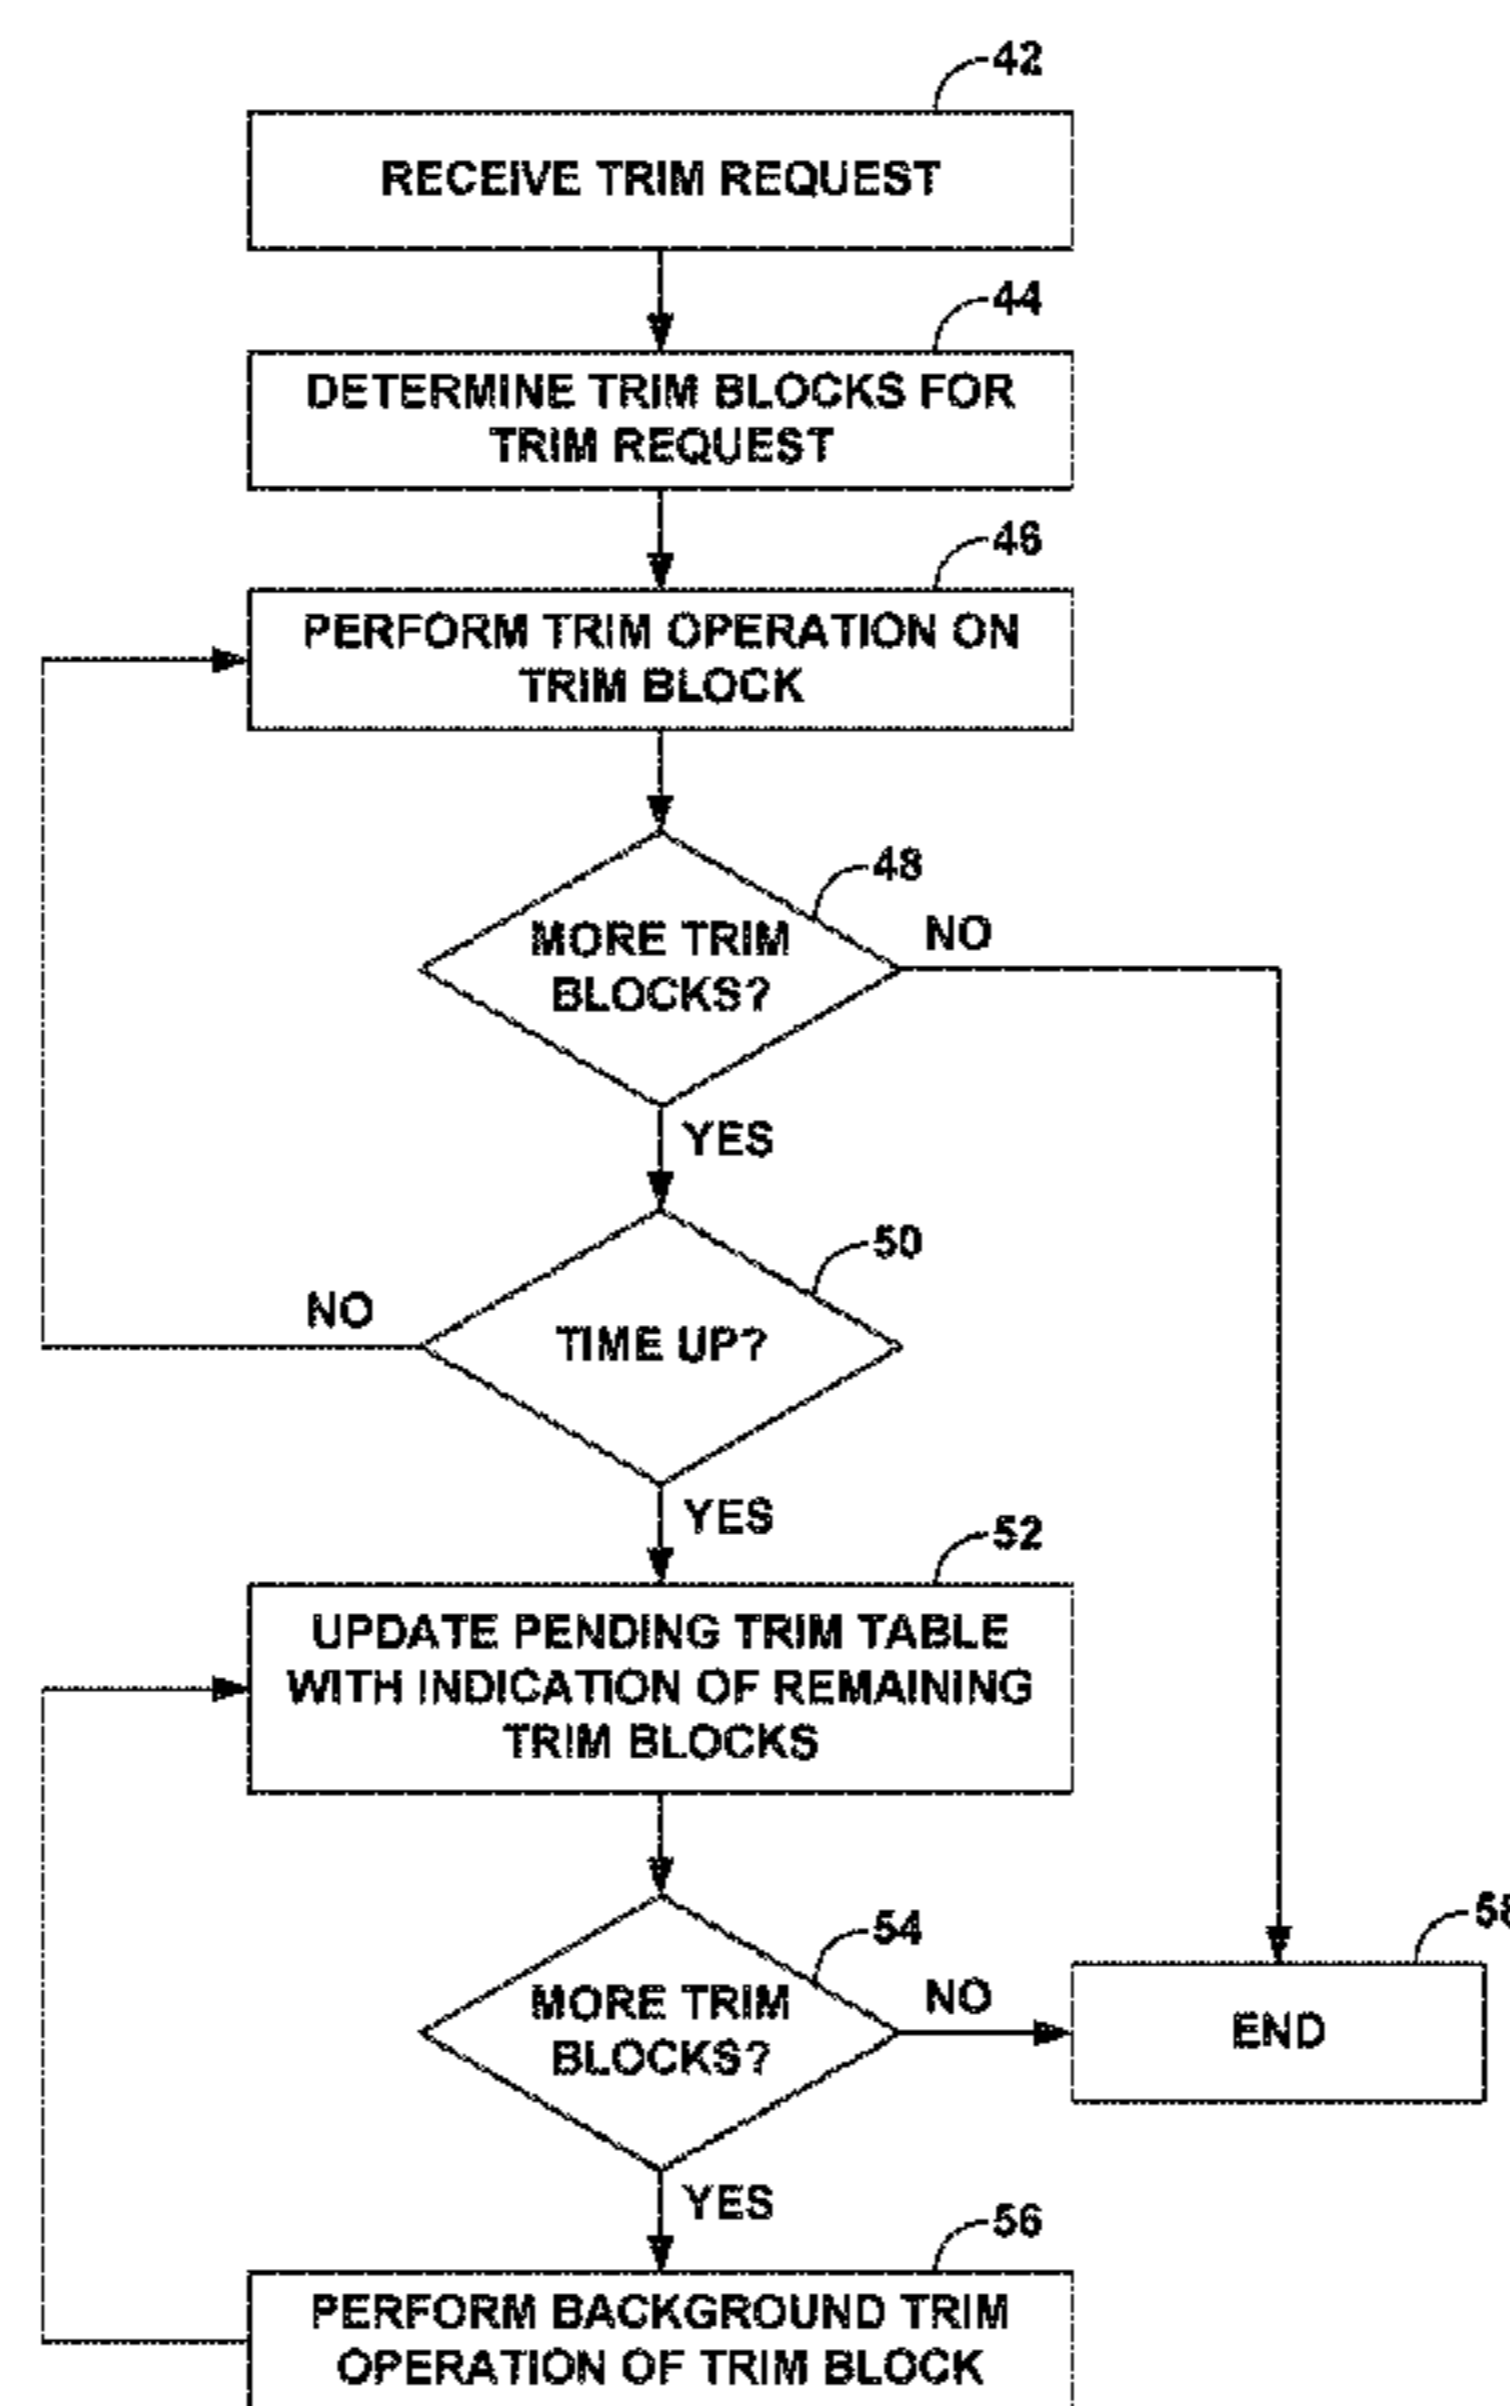 42
RECEIVE TRIM REQUEST
44
DETERMINE TRIM BLOCKS FOR
TRIM REQUEST
46
PERFORM TRIM OPERATION ON
TRIM BLOCK
48
MORE TRIM
BLOCKS?
NO
YES
50
TIME UP?
NO
YES
52
UPDATE PENDING TRIM TABLE
WITH INDICATION OF REMAINING
TRIM BLOCKS
54
MORE TRIM
BLOCKS?
NO
58
END
YES
56
PERFORM BACKGROUND TRIM
OPERATION OF TRIM BLOCK